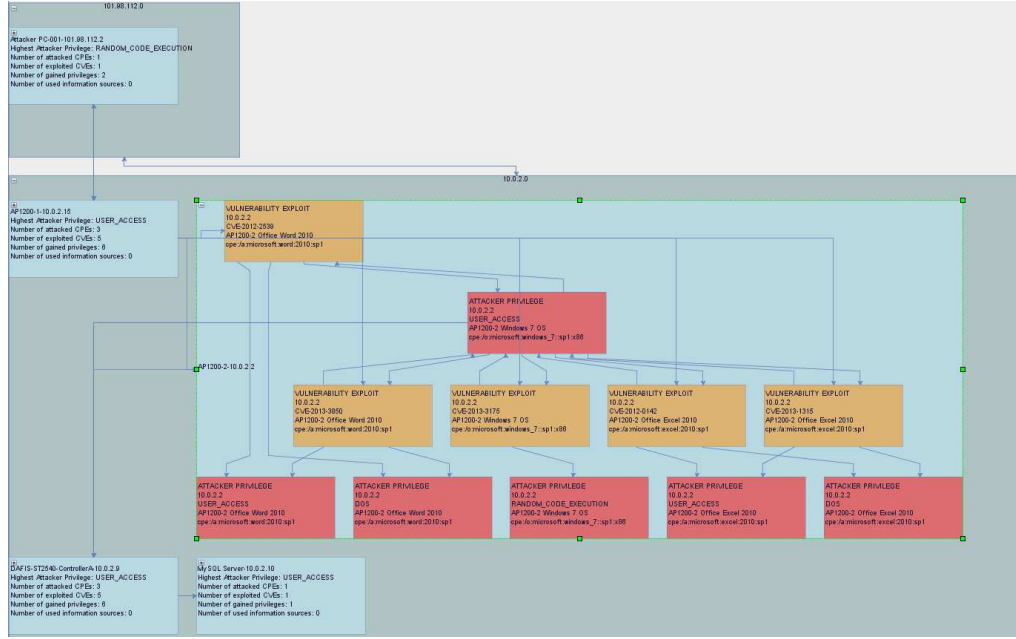 101.98.112.0
Attacker PC-001-101.98.112.2
Highest Attacker Privilege: RANDOM_CODE_EXECUTION
Number of attacked CPEs: 1
Number of exploited CVEs: 1
Number of gained privileges: 2
Number of used information sources: 0
10.0.2.0
AP1200-1-10.0.2.15
Highest Attacker Privilege: USER_ACCESS
Number of attacked CPEs: 3
Number of exploited CVEs: 5
Number of gained privileges: 6
Number of used information sources: 0
VULNERABILITY EXPLOIT
10.0.2.2
CVE-2012-2539
AP1200-2 Office Word 2010
cpe:/a:microsoft:word:2010:sp1
ATTACKER PRIVILEGE
10.0.2.2
USER_ACCESS
AP1200-2 Windows 7 OS
cpe:/o:microsoft:windows_7::sp1:x86
AP1200-2-10.0.2.2
VULNERABILITY EXPLOIT
10.0.2.2
CVE-2013-3850
AP1200-2 Office Word 2010
cpe:/a:microsoft:word:2010:sp1
VULNERABILITY EXPLOIT
10.0.2.2
CVE-2013-3175
AP1200-2 Windows 7 OS
cpe:/o:microsoft:windows_7::sp1:x86
VULNERABILITY EXPLOIT
10.0.2.2
CVE-2012-0142
AP1200-2 Office Excel 2010
cpe:/a:microsoft:excel:2010:sp1
VULNERABILITY EXPLOIT
10.0.2.2
CVE-2013-1315
AP1200-2 Office Excel 2010
cpe:/a:microsoft:excel:2010:sp1
ATTACKER PRIVILEGE
10.0.2.2
USER_ACCESS
AP1200-2 Office Word 2010
cpe:/a:microsoft:word:2010:sp1
ATTACKER PRIVILEGE
10.0.2.2
DOS
AP1200-2 Office Word 2010
cpe:/a:microsoft:word:2010:sp1
ATTACKER PRIVILEGE
10.0.2.2
RANDOM_CODE_EXECUTION
AP1200-2 Windows 7 OS
cpe:/o:microsoft:windows_7::sp1:x86
ATTACKER PRIVILEGE
10.0.2.2
USER_ACCESS
AP1200-2 Office Excel 2010
cpe:/a:microsoft:excel:2010:sp1
ATTACKER PRIVILEGE
10.0.2.2
DOS
AP1200-2 Office Excel 2010
cpe:/a:microsoft:excel:2010:sp1
DAFIS-ST2540-ControllerA-10.0.2.9
Highest Attacker Privilege: USER_ACCESS
Number of attacked CPEs: 3
Number of exploited CVEs: 5
Number of gained privileges: 6
Number of used information sources: 0
MySQL Server-10.0.2.10
Highest Attacker Privilege: USER_ACCESS
Number of attacked CPEs: 1
Number of exploited CVEs: 1
Number of gained privileges: 1
Number of used information sources: 0